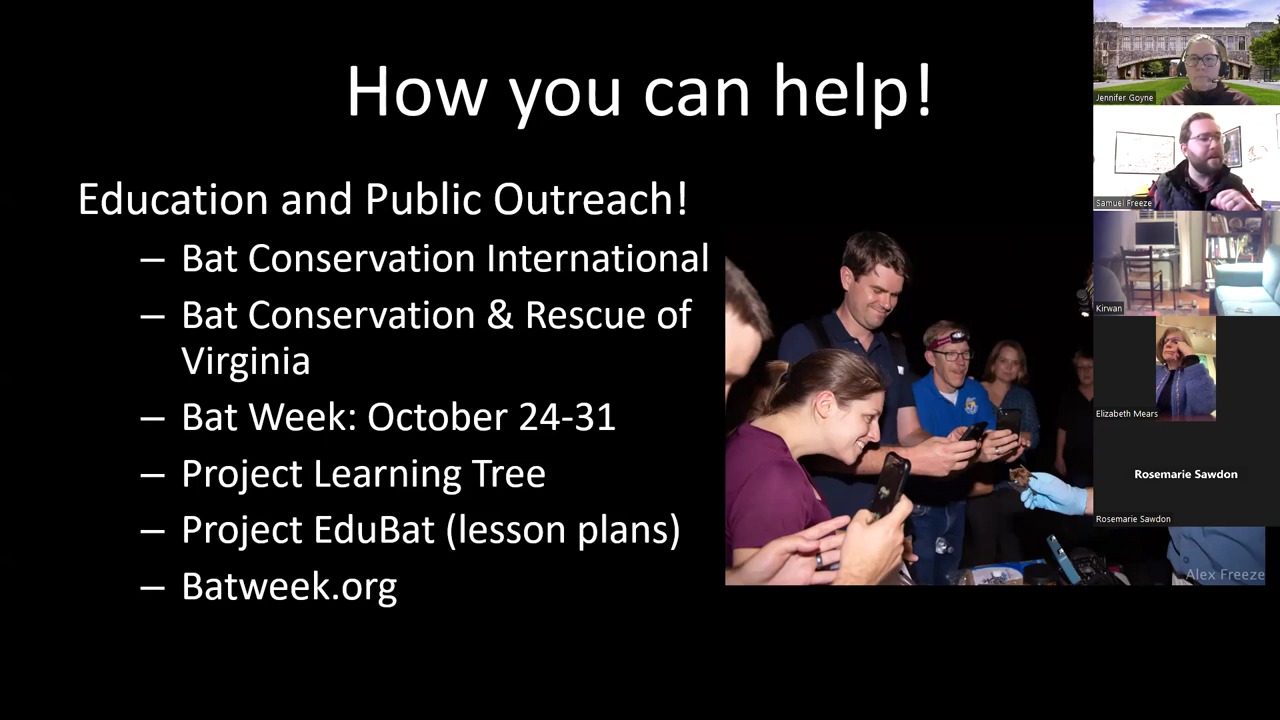 How you can help!
Education and Public Outreach!
– Bat Conservation International
– Bat Conservation & Rescue of
Virginia
– Bat Week: October 24-31
– Project Learning Tree
– Project EduBat (lesson plans)
– Batweek.org
Alex Freeze
Jennifer Goyne
Samuel Freeze
Kirwan
Elizabeth Mears
Rosemarie Sawdon
Rosemarie Sawdon